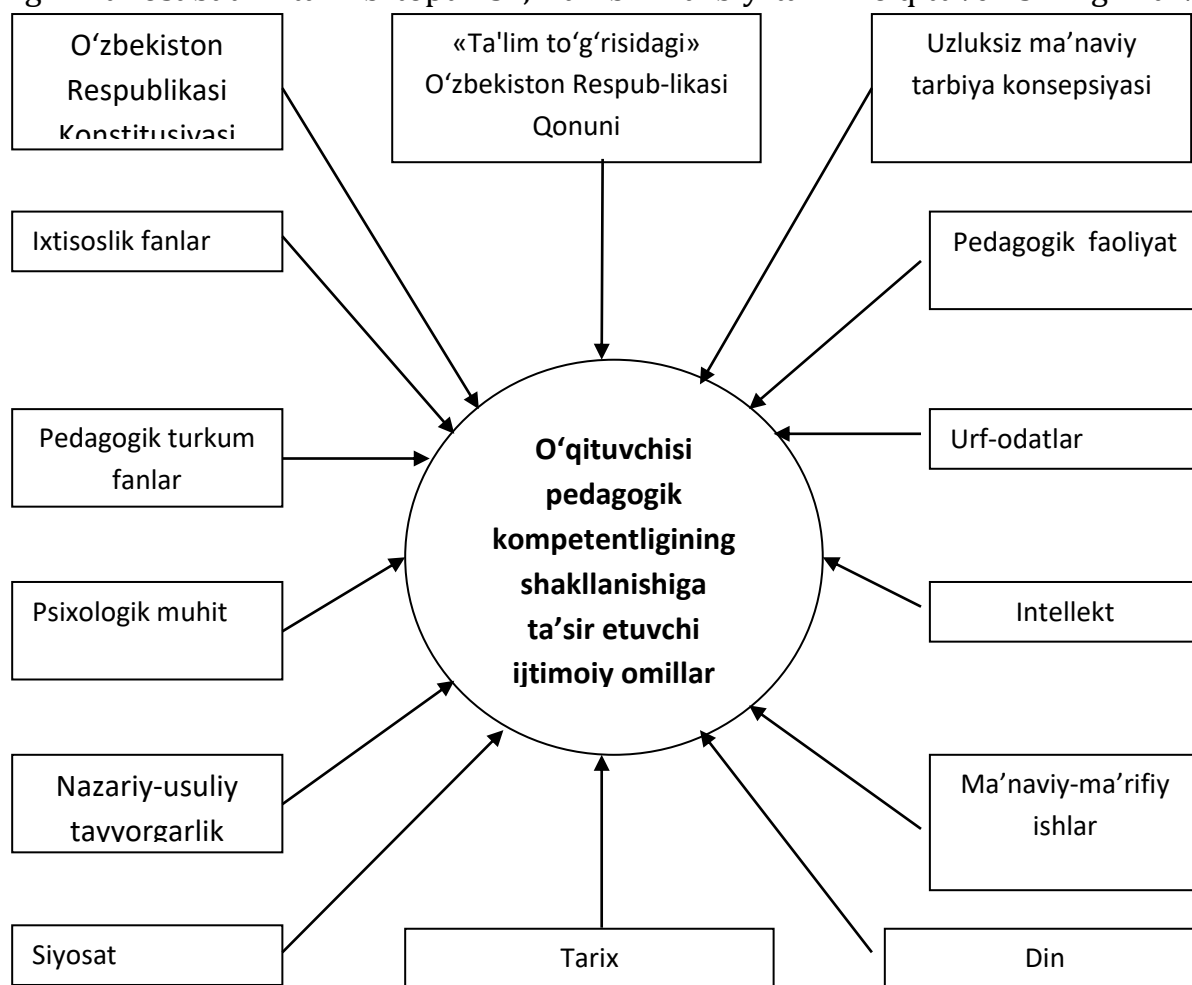 O‘zbekiston
Respublikasi
Konstitusiyasi
«Ta'lim to‘g‘risidagi»
O‘zbekiston Respub-likasi
Qonuni
Uzluksiz ma’naviy
tarbiya konsepsiyasi
Ixtisoslik fanlar
Pedagogik faoliyat
Pedagogik turkum
fanlar
Urf-odatlar
O‘qituvchisi
pedagogik
kompetentligining
shakllanishiga
ta’sir etuvchi
ijtimoiy omillar
Psixologik muhit
Intellekt
Nazariy-usuliy
tayyorgarlik
Ma’naviy-ma’rifiy
ishlar
Siyosat
Tarix
Din